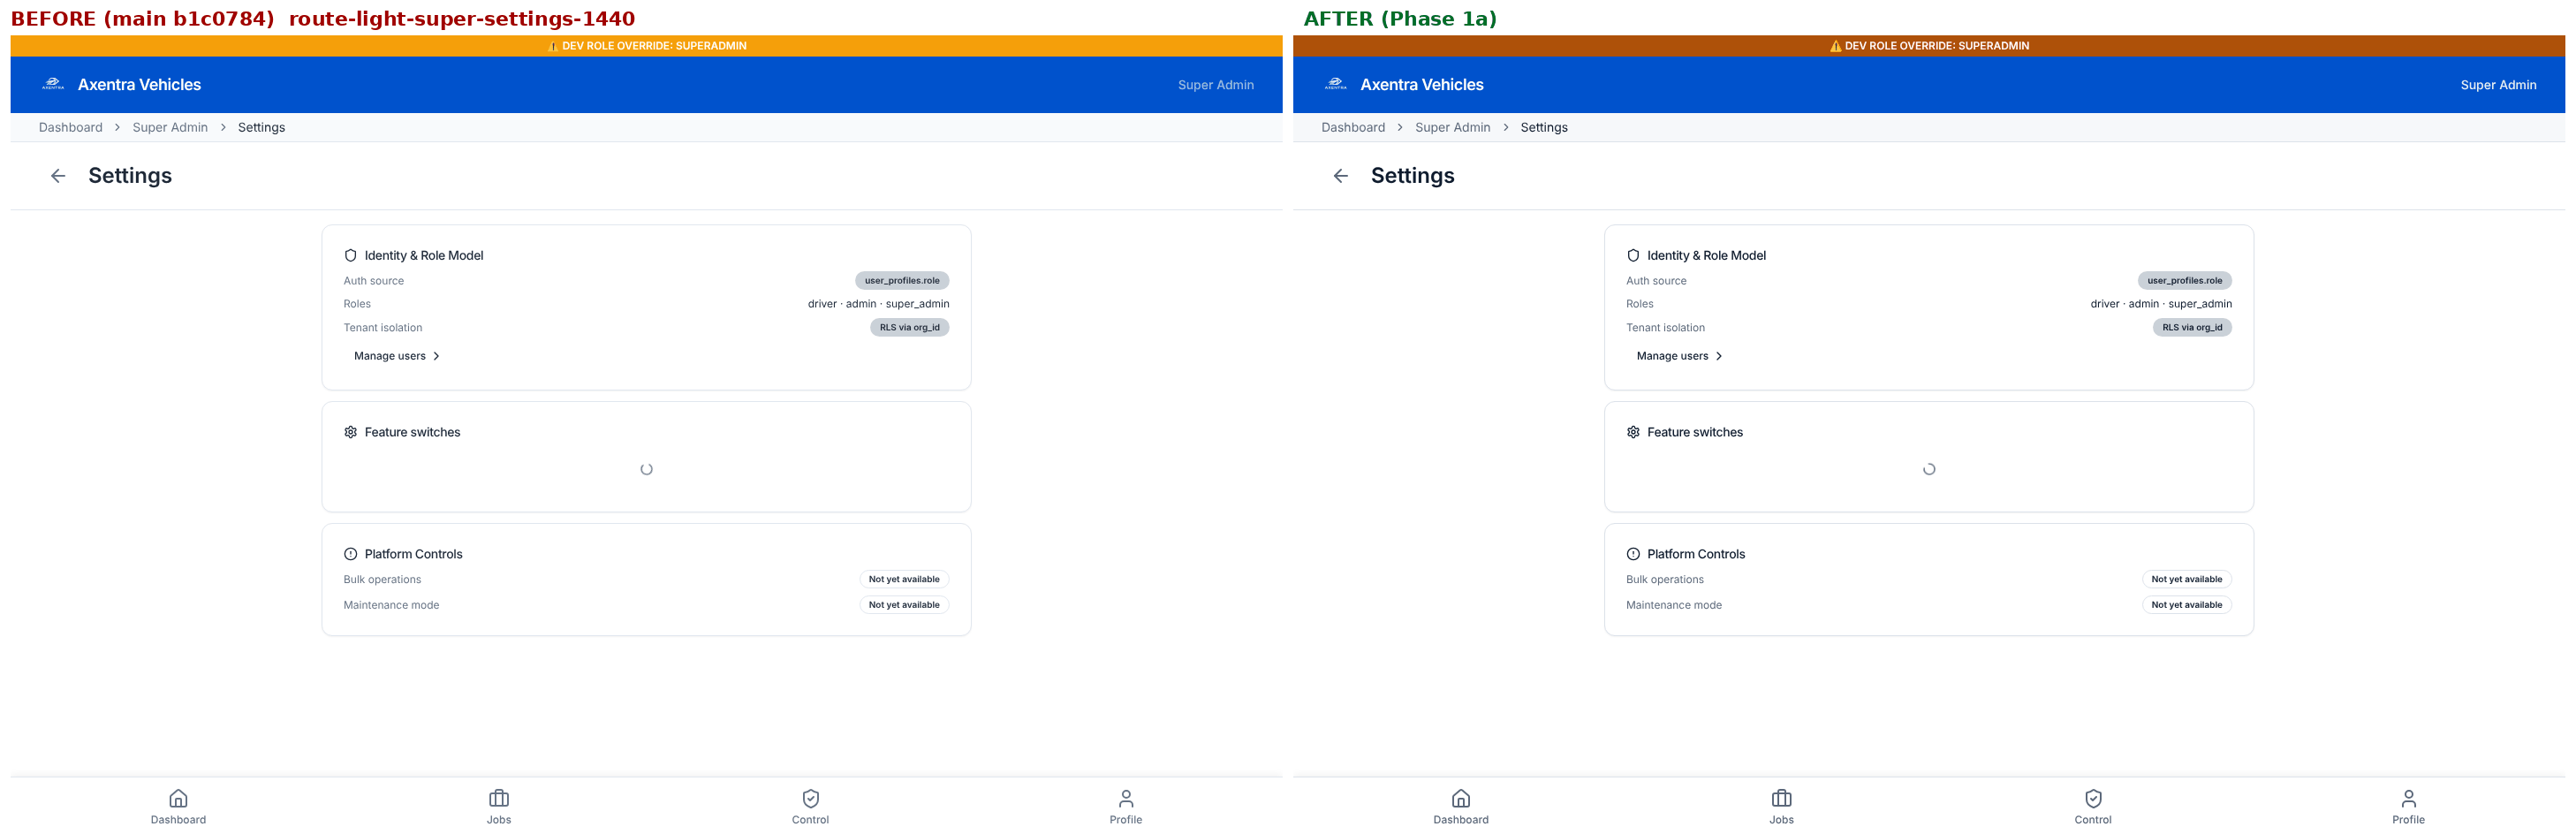 BEFORE (main b1c0784)  route-light-super-settings-1440
⚠️ DEV ROLE OVERRIDE: SUPERADMIN
AXENTRA Axentra Vehicles Super Admin
Dashboard > Super Admin > Settings
Settings
Identity & Role Model
Auth source user_profiles.role
Roles driver · admin · super_admin
Tenant isolation RLS via org_id
Manage users >
Feature switches
Platform Controls
Bulk operations Not yet available
Maintenance mode Not yet available
Dashboard Jobs Control Profile
AFTER (Phase 1a)
⚠️ DEV ROLE OVERRIDE: SUPERADMIN
AXENTRA Axentra Vehicles Super Admin
Dashboard > Super Admin > Settings
Settings
Identity & Role Model
Auth source user_profiles.role
Roles driver · admin · super_admin
Tenant isolation RLS via org_id
Manage users >
Feature switches
Platform Controls
Bulk operations Not yet available
Maintenance mode Not yet available
Dashboard Jobs Control Profile